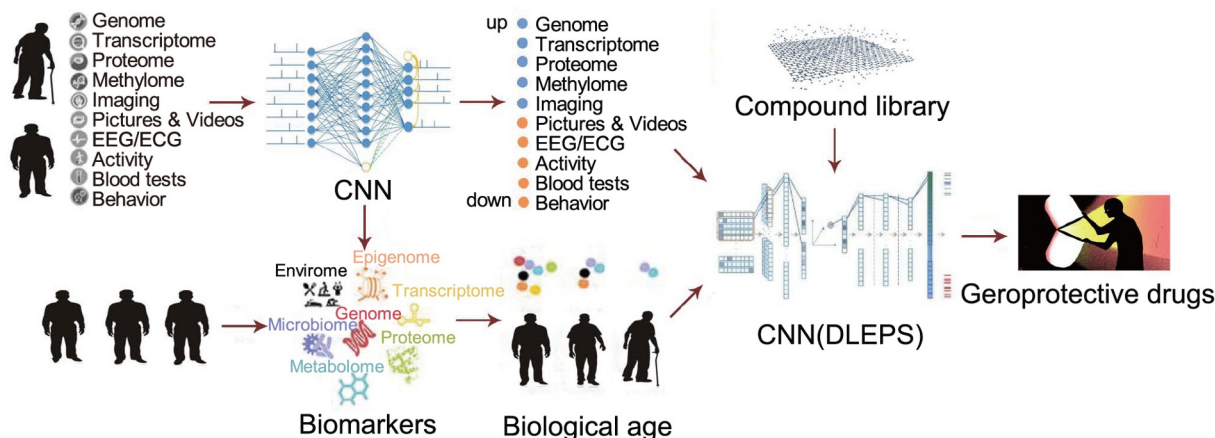 Genome
Transcriptome
Proteome
Methylome
Imaging
Pictures & Videos
EEG/ECG
Activity
Blood tests
Behavior
CNN
up
Genome
Transcriptome
Proteome
Methylome
Imaging
Pictures & Videos
EEG/ECG
Activity
Blood tests
down
Behavior
Compound library
CNN(DLEPS)
Geroprotective drugs
Epigenome
Envirome
Transcriptome
Genome
Microbiome
Proteome
Metabolome
Biomarkers
Biological age